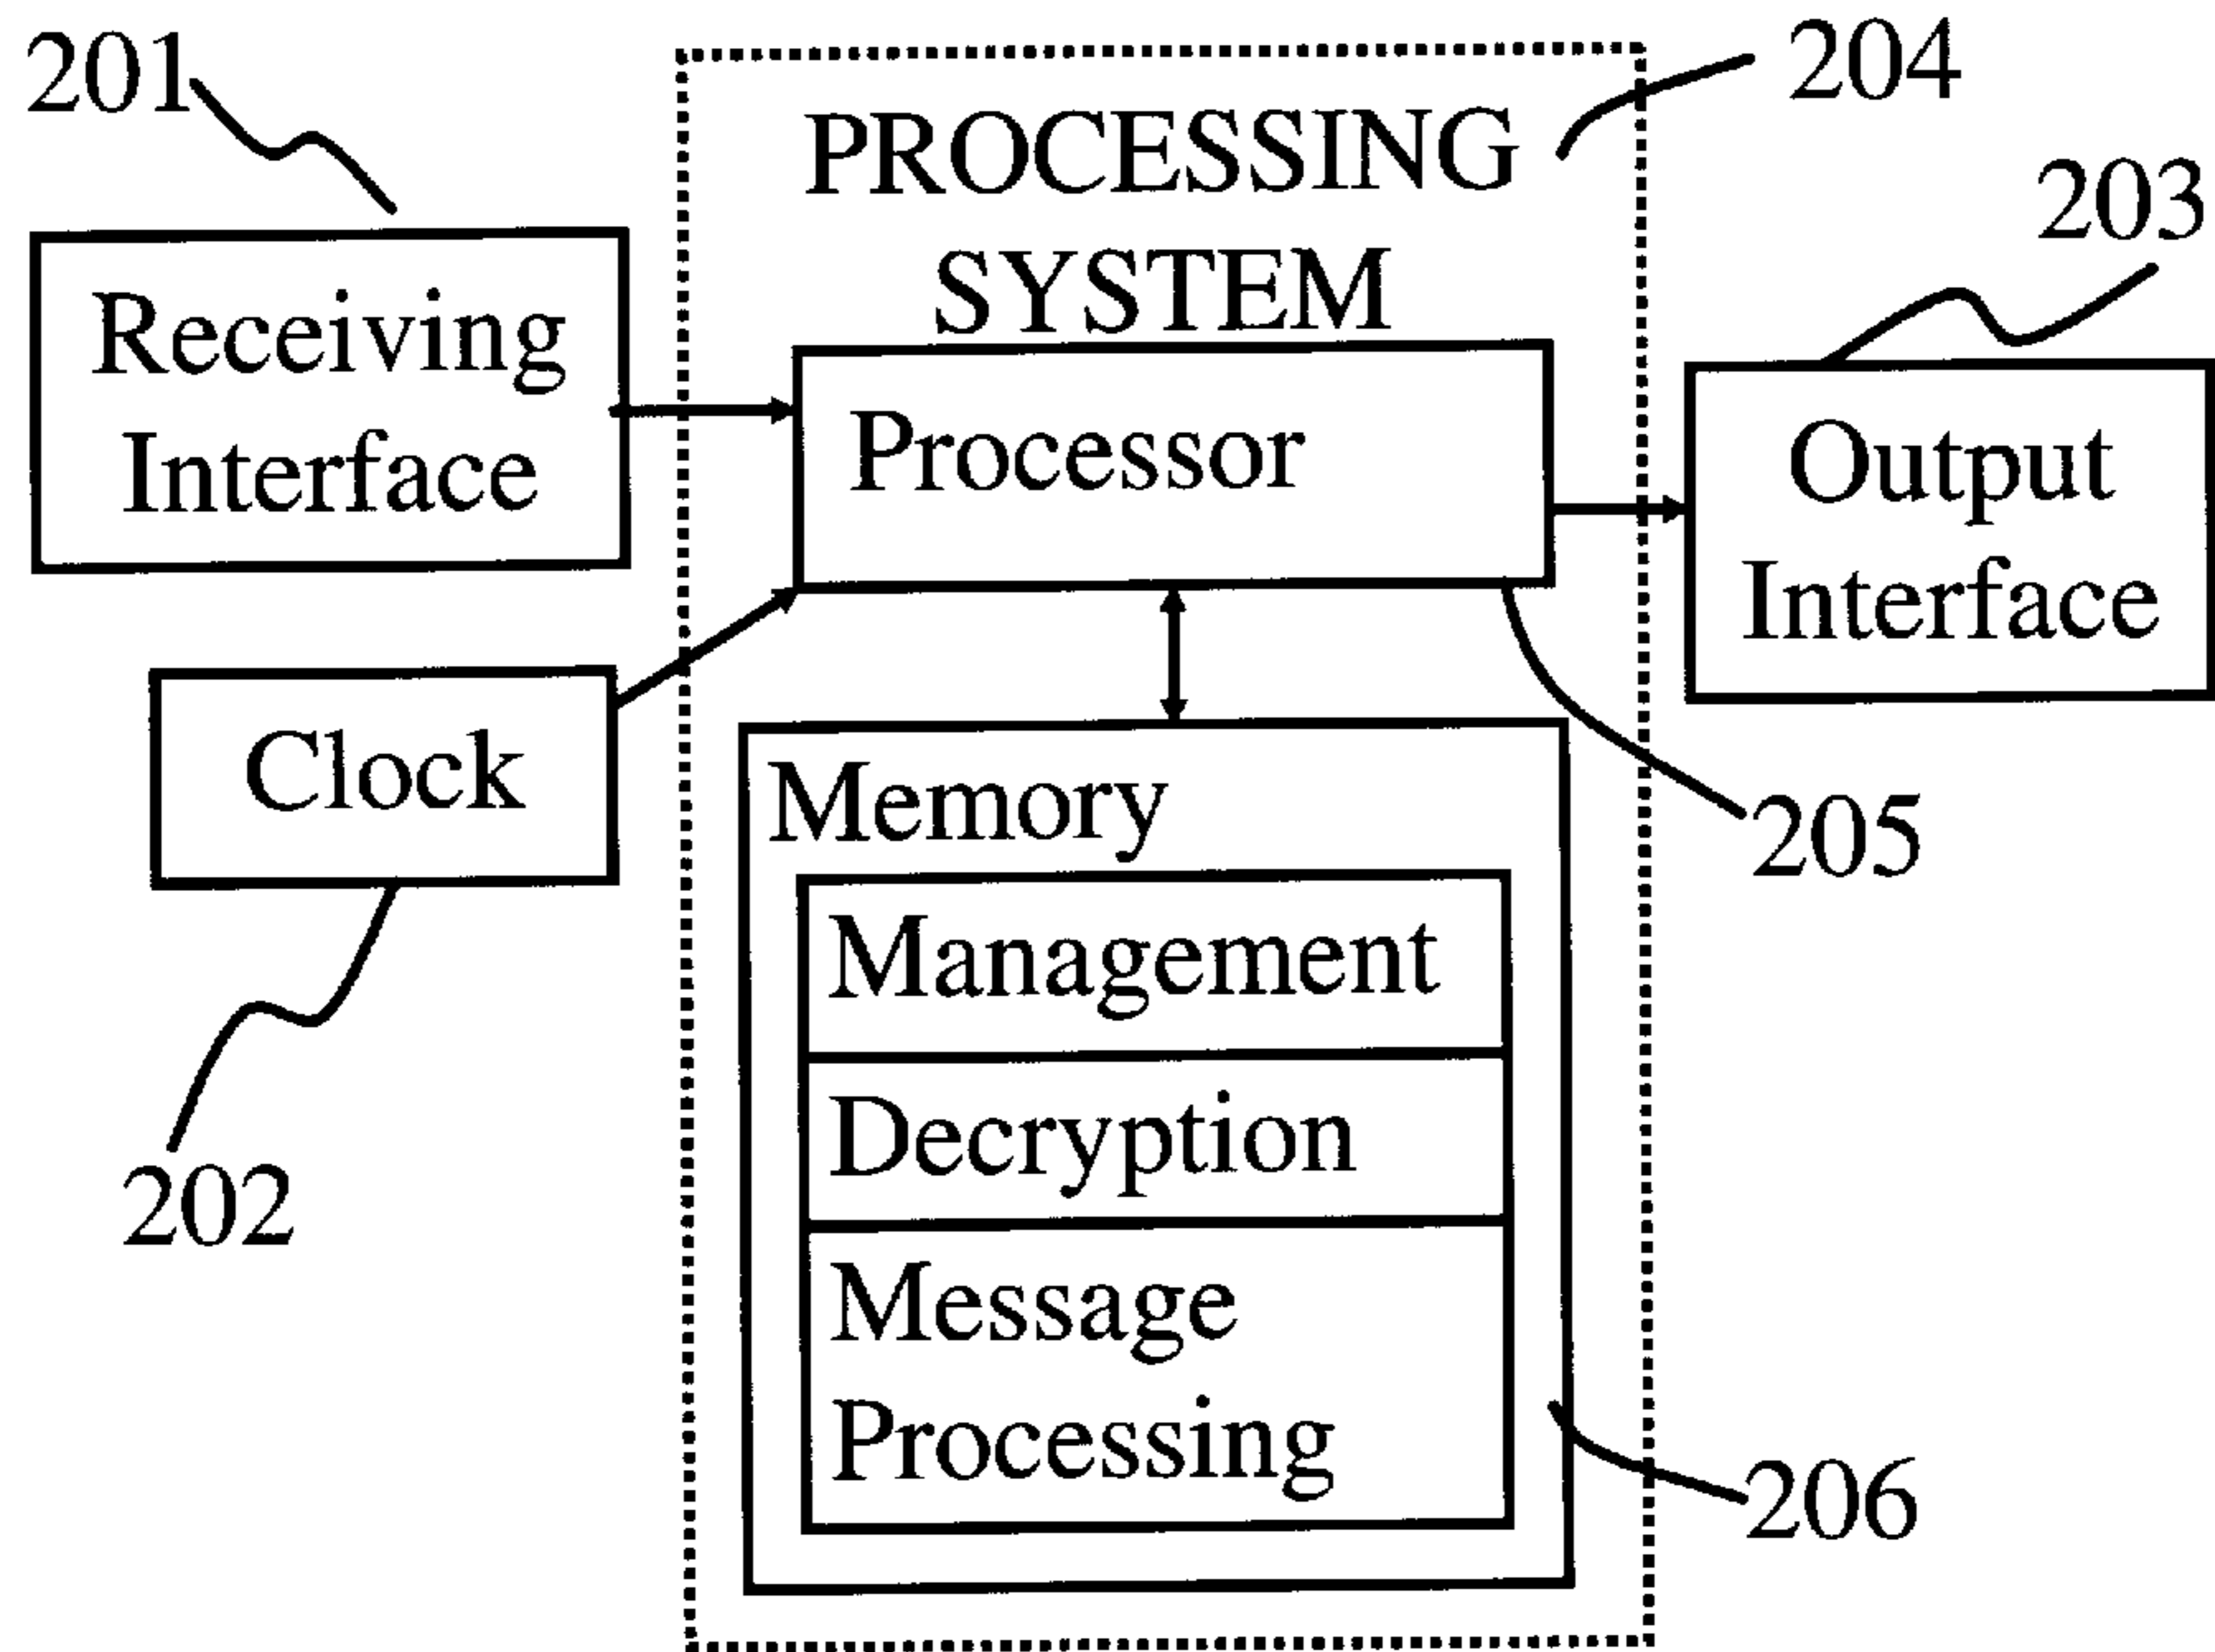 201
204
PROCESSING
SYSTEM
203
Receiving
Interface
Processor
Output
Interface
Clock
Memory
205
Management
Decryption
202
Message
Processing
206